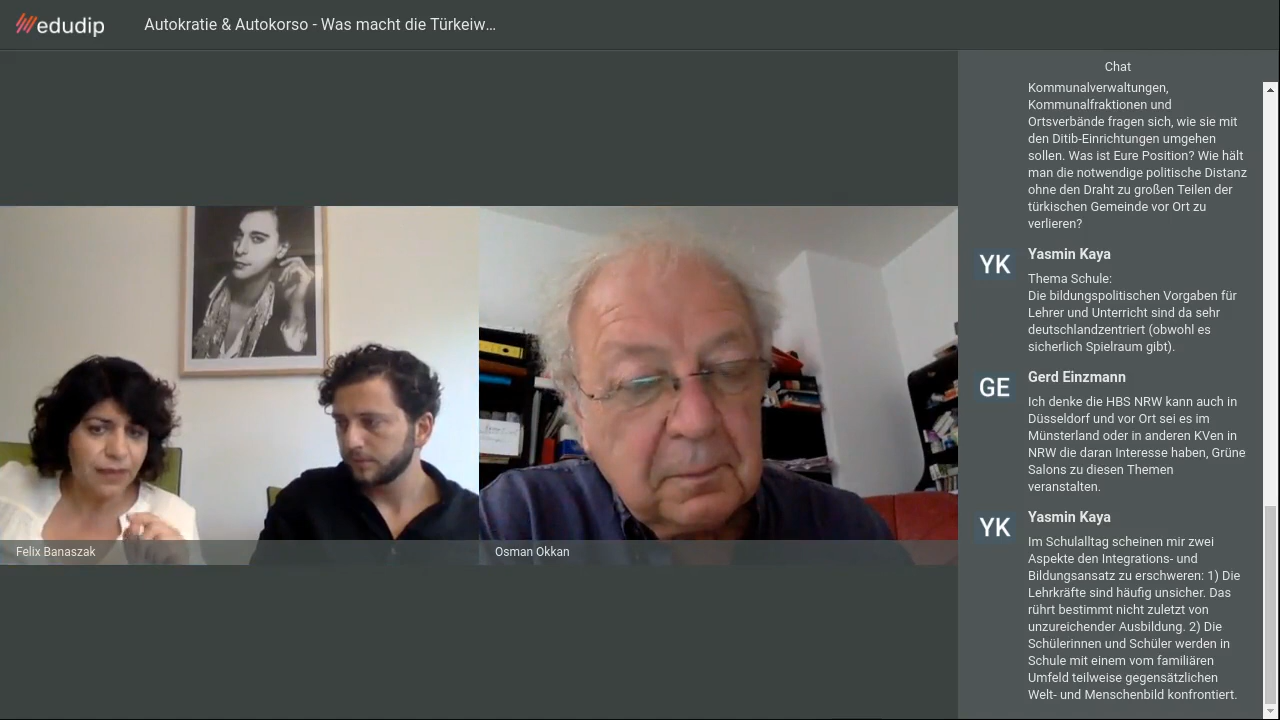 edudip
Autokratie & Autokorso - Was macht die Türkeiw…
Chat
Kommunalverwaltungen,
Kommunalfraktionen und
Ortsverbände fragen sich, wie sie mit
den Ditib-Einrichtungen umgehen
sollen. Was ist Eure Position? Wie hält
man die notwendige politische Distanz
ohne den Draht zu großen Teilen der
türkischen Gemeinde vor Ort zu
verlieren?
YK
Yasmin Kaya
Thema Schule:
Die bildungspolitischen Vorgaben für
Lehrer und Unterricht sind da sehr
deutschlandzentriert (obwohl es
sicherlich Spielraum gibt).
GE
Gerd Einzmann
Ich denke die HBS NRW kann auch in
Düsseldorf und vor Ort sei es im
Münsterland oder in anderen KVen in
NRW die daran Interesse haben, Grüne
Salons zu diesen Themen
veranstalten.
YK
Yasmin Kaya
Im Schulalltag scheinen mir zwei
Aspekte den Integrations- und
Bildungsansatz zu erschweren: 1) Die
Lehrkräfte sind häufig unsicher. Das
rührt bestimmt nicht zuletzt von
unzureichender Ausbildung. 2) Die
Schülerinnen und Schüler werden in
Schule mit einem vom familiären
Umfeld teilweise gegensätzlichen
Welt- und Menschenbild konfrontiert.
Felix Banaszak
Osman Okkan